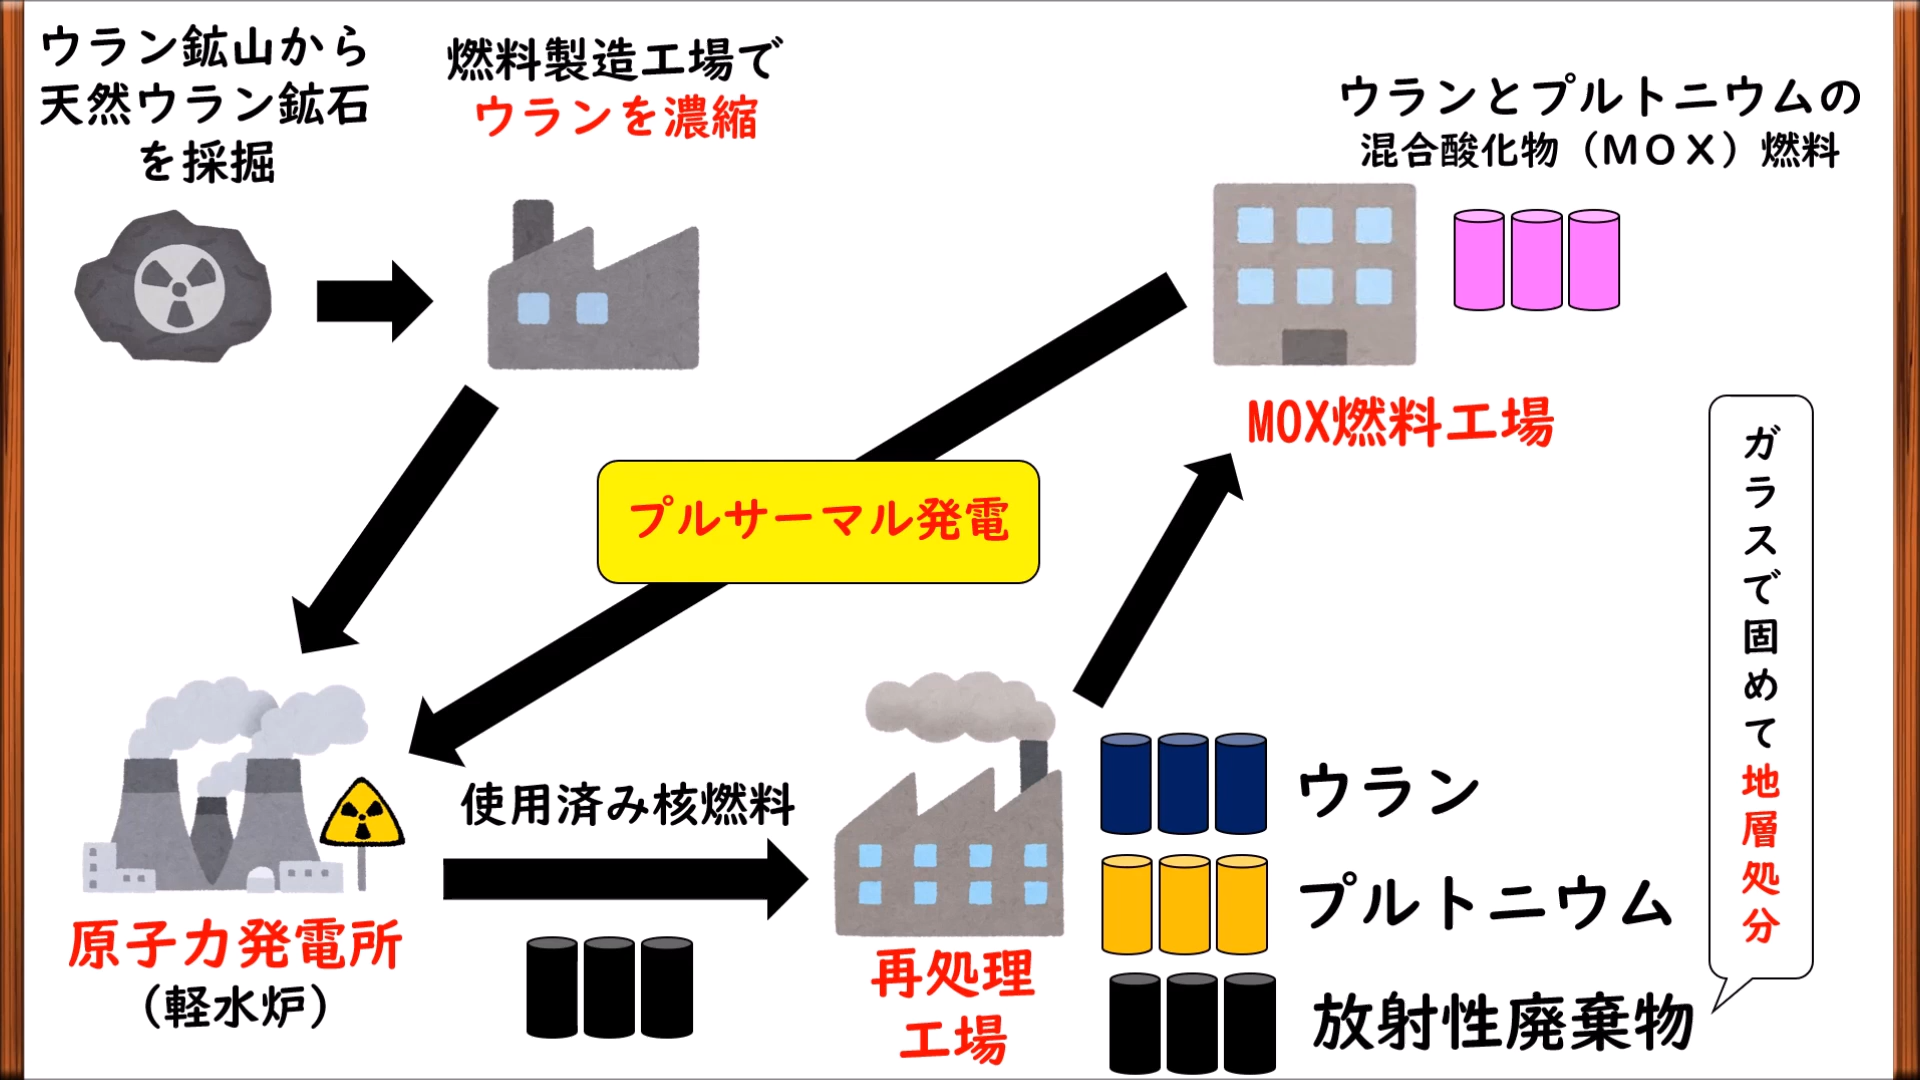 ウラン鉱山から
天然ウラン鉱石
を採掘
燃料製造工場で
ウランを濃縮
ウランとプルトニウムの
混合酸化物（ＭＯＸ）燃料
MOX燃料工場
プルサーマル発電
ガラスで固めて地層処分
使用済み核燃料
原子力発電所
（軽水炉）
再処理
工場
ウラン
プルトニウム
放射性廃棄物